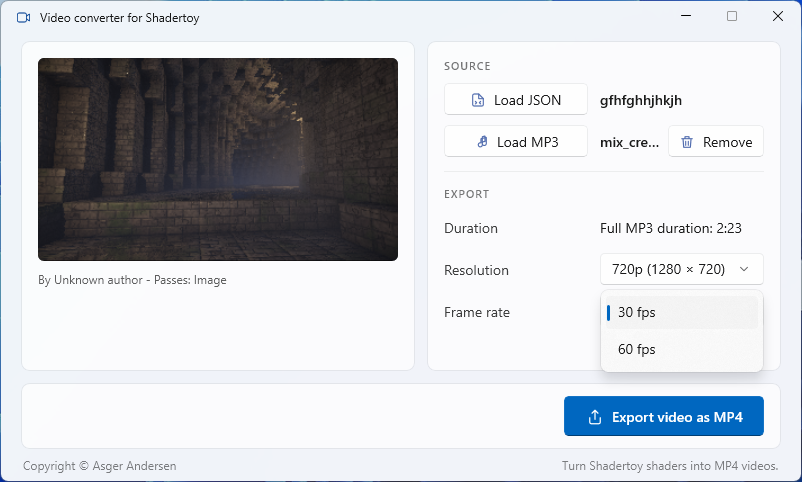 Video converter for Shadertoy
By Unknown author - Passes: Image
SOURCE
Load JSON
gfhfghhjhkjh
Load MP3
mix_cre...
Remove
EXPORT
Duration
Full MP3 duration: 2:23
Resolution
720p (1280 × 720)
Frame rate
30 fps
60 fps
Export video as MP4
Copyright © Asger Andersen
Turn Shadertoy shaders into MP4 videos.